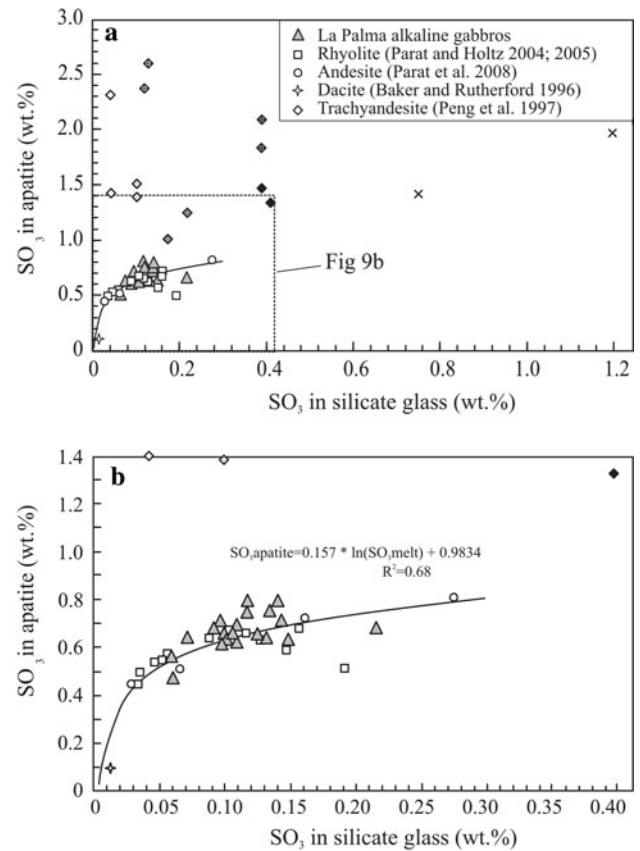 a
La Palma alkaline gabbros
Rhyolite (Parat and Holtz 2004; 2005)
Andesite (Parat et al. 2008)
Dacite (Baker and Rutherford 1996)
Trachyandesite (Peng et al. 1997)
3.0
2.5
2.0
1.5
1.0
0.5
0
SO3 in apatite (wt.%)
Fig 9b
0 0.2 0.4 0.6 0.8 1.0 1.2
SO3 in silicate glass (wt.%)
b
1.4
1.2
1.0
0.8
0.6
0.4
0.2
0
SO3 in apatite (wt.%)
SO3apatite=0.157 * ln(SO3melt) + 0.9834
R²=0.68
0 0.05 0.10 0.15 0.20 0.25 0.30 0.35 0.40
SO3 in silicate glass (wt.%)